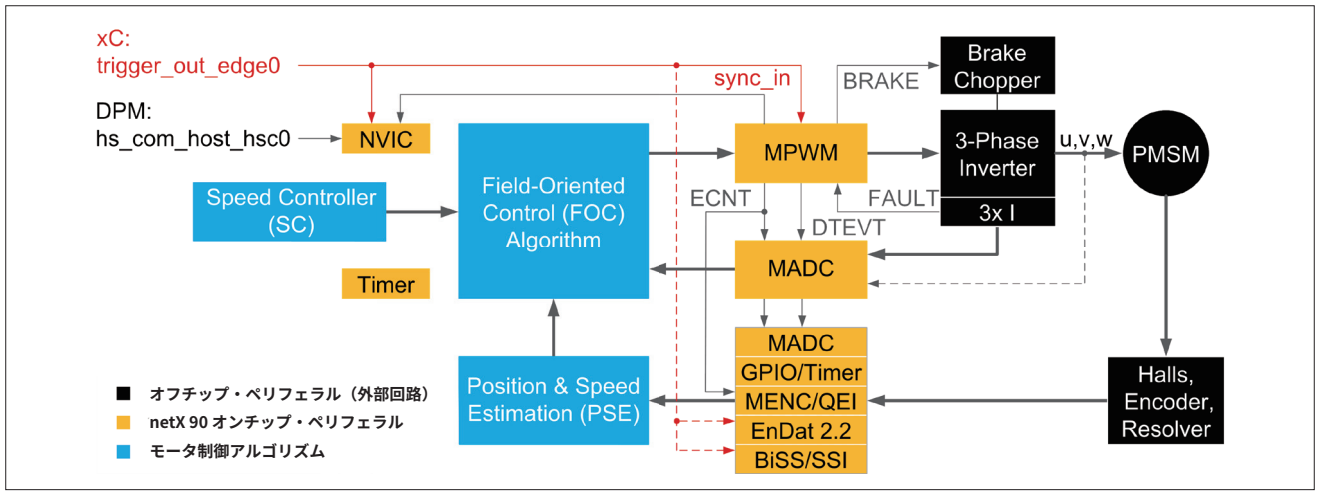 xC:
trigger_out_edge0
DPM:
hs_com_host_hsc0
NVIC
sync_in
BRAKE
Brake
Chopper
MPWM
3-Phase
Inverter
3x I
u,v,w
PMSM
Speed Controller
(SC)
Field-Oriented
Control (FOC)
Algorithm
ECNT
FAULT
DTEVT
MADC
Timer
MADC
GPIO/Timer
MENC/QEI
EnDat 2.2
BiSS/SSI
Position & Speed
Estimation (PSE)
Halls,
Encoder,
Resolver
オフチップ・ペリフェラル（外部回路）
netX 90 オンチップ・ペリフェラル
モータ制御アルゴリズム